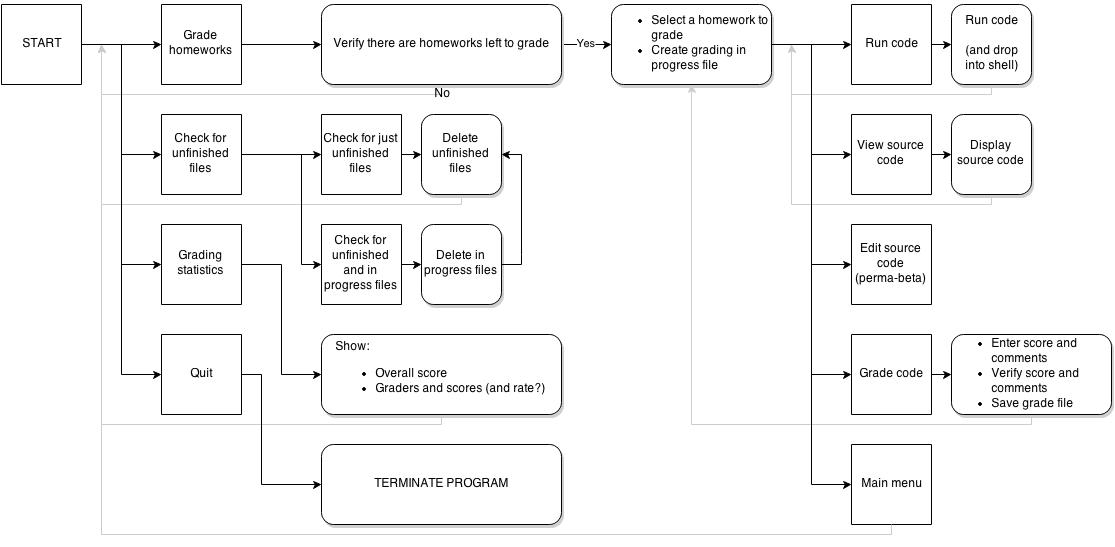 START
Grade
homeworks
Verify there are homeworks left to grade
Yes
• Select a homework to
grade
• Create grading in
progress file
Run code
Run code
(and drop
into shell)
No
Check for
unfinished
files
Check for just
unfinished
files
Delete
unfinished
files
View source
code
Display
source code
Grading
statistics
Check for
unfinished
and in
progress files
Delete in
progress files
Edit source
code
(perma-beta)
Quit
Show:
• Overall score
• Graders and scores (and rate?)
Grade code
• Enter score and
comments
• Verify score and
comments
• Save grade file
TERMINATE PROGRAM
Main menu